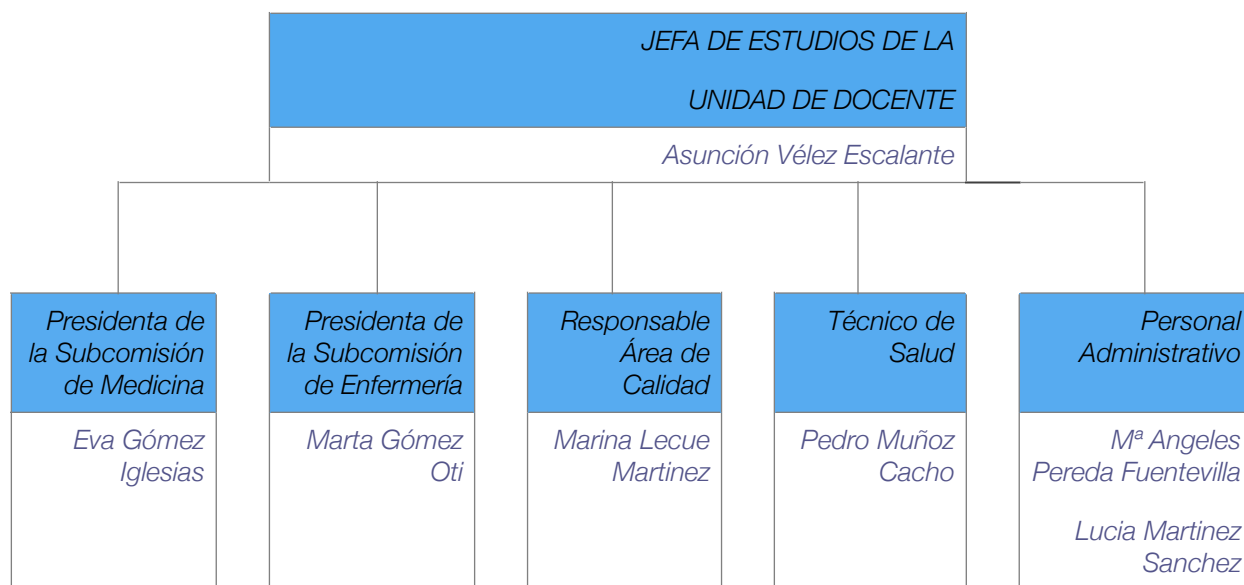 JEFA DE ESTUDIOS DE LA
UNIDAD DE DOCENTE
Asunción Vélez Escalante
Presidenta de
la Subcomisión
de Medicina
Eva Gómez
Iglesias
Presidenta de
la Subcomisión
de Enfermería
Marta Gómez
Oti
Responsable
Área de
Calidad
Marina Lecue
Martinez
Técnico de
Salud
Pedro Muñoz
Cacho
Personal
Administrativo
Mª Angeles
Pereda Fuentevilla
Lucia Martinez
Sanchez